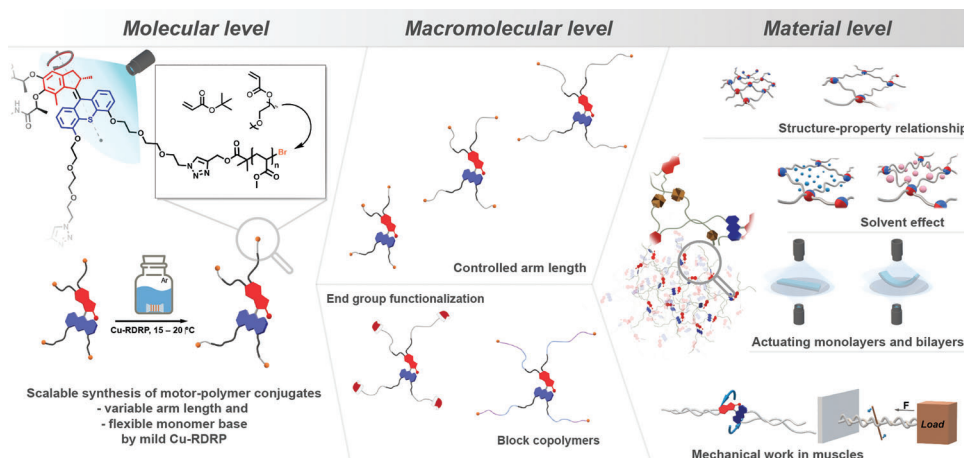 Molecular level
Macromolecular level
Material level
O
O
HN
O
S
O
O
O
O
O
O
O
N
N=N
O
O
O
O
O
O
O
Br
n
O
O
N
N=N
Ar
Cu-RDRP, 15 – 20 °C
Scalable synthesis of motor-polymer conjugates
- variable arm length and
- flexible monomer base
by mild Cu-RDRP
Controlled arm length
End group functionalization
Block copolymers
Structure-property relationship
Solvent effect
Actuating monolayers and bilayers
F
Load
Mechanical work in muscles